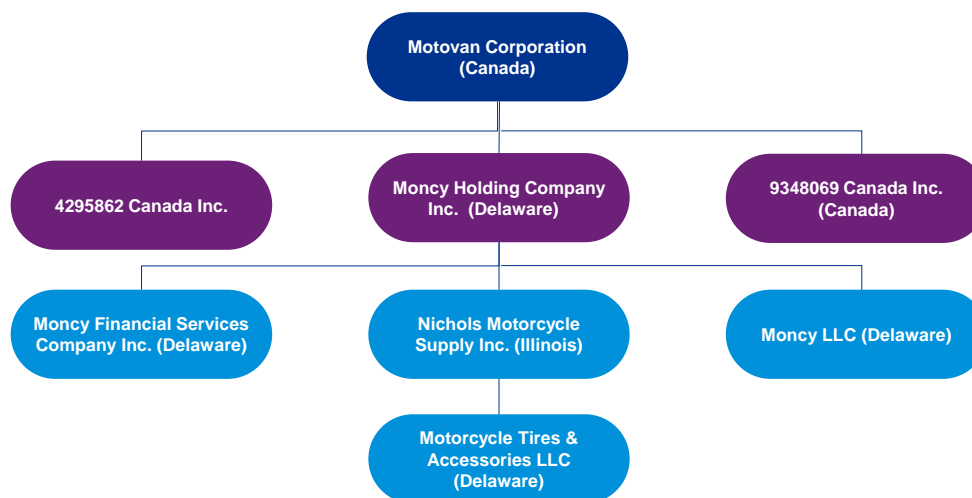 Motovan Corporation
(Canada)
4295862 Canada Inc.
Moncy Holding Company
Inc. (Delaware)
9348069 Canada Inc.
(Canada)
Moncy Financial Services
Company Inc. (Delaware)
Nichols Motorcycle
Supply Inc. (Illinois)
Moncy LLC (Delaware)
Motorcycle Tires &
Accessories LLC
(Delaware)